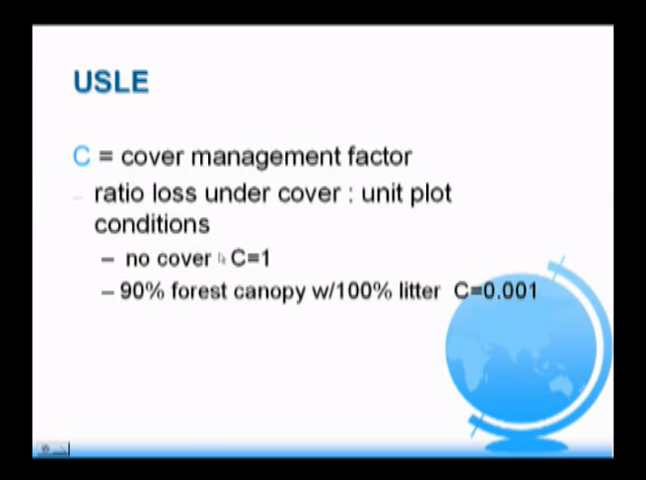 USLE
C = cover management factor
– ratio loss under cover : unit plot
conditions
– no cover C=1
– 90% forest canopy w/100% litter C=0.001